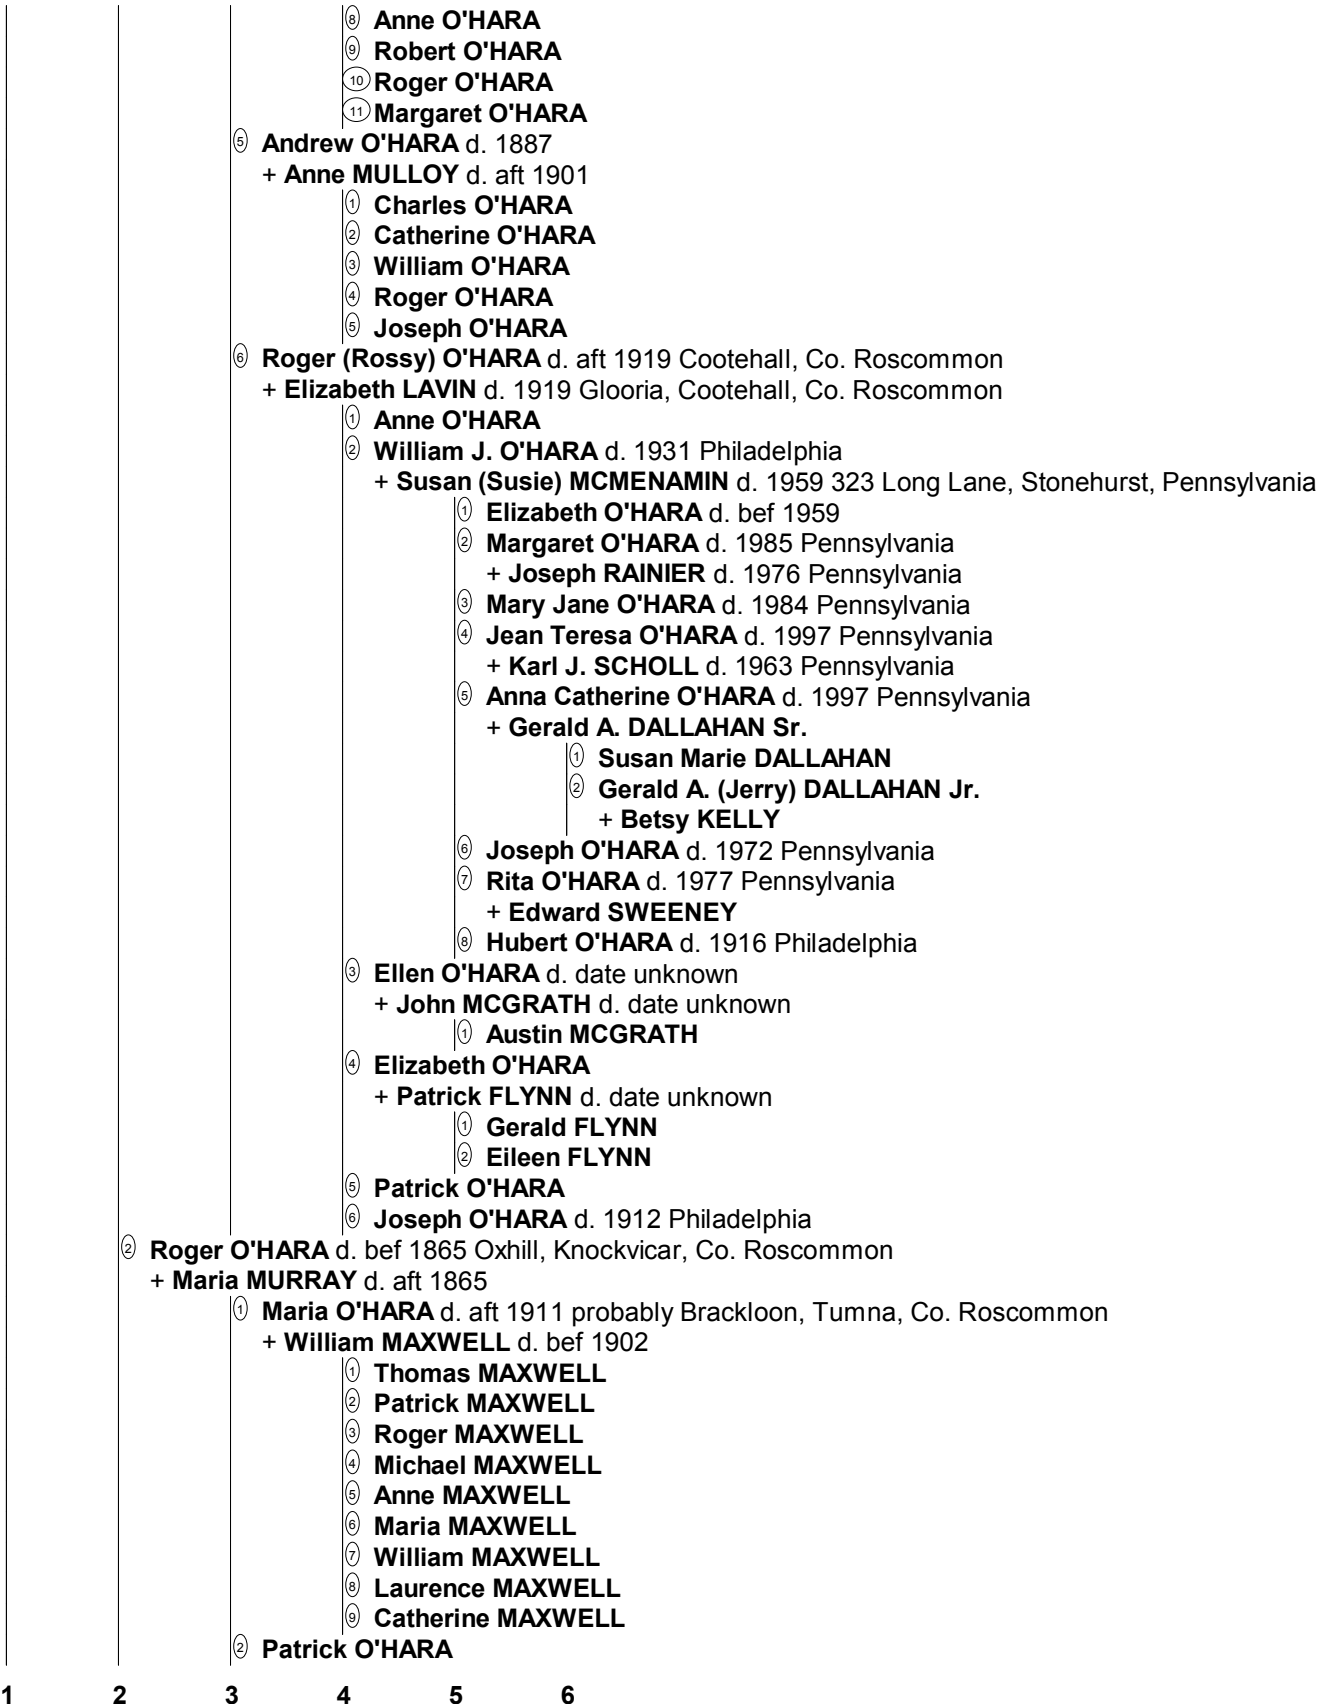 8 Anne O'HARA
9 Robert O'HARA
10 Roger O'HARA
11 Margaret O'HARA
5 Andrew O'HARA d. 1887
+ Anne MULLOY d. aft 1901
1 Charles O'HARA
2 Catherine O'HARA
3 William O'HARA
4 Roger O'HARA
5 Joseph O'HARA
6 Roger (Rossy) O'HARA d. aft 1919 Cootehall, Co. Roscommon
+ Elizabeth LAVIN d. 1919 Glooria, Cootehall, Co. Roscommon
1 Anne O'HARA
2 William J. O'HARA d. 1931 Philadelphia
+ Susan (Susie) MCMENAMIN d. 1959 323 Long Lane, Stonehurst, Pennsylvania
1 Elizabeth O'HARA d. bef 1959
2 Margaret O'HARA d. 1985 Pennsylvania
+ Joseph RAINIER d. 1976 Pennsylvania
3 Mary Jane O'HARA d. 1984 Pennsylvania
4 Jean Teresa O'HARA d. 1997 Pennsylvania
+ Karl J. SCHOLL d. 1963 Pennsylvania
5 Anna Catherine O'HARA d. 1997 Pennsylvania
+ Gerald A. DALLAHAN Sr.
1 Susan Marie DALLAHAN
2 Gerald A. (Jerry) DALLAHAN Jr.
+ Betsy KELLY
6 Joseph O'HARA d. 1972 Pennsylvania
7 Rita O'HARA d. 1977 Pennsylvania
+ Edward SWEENEY
8 Hubert O'HARA d. 1916 Philadelphia
3 Ellen O'HARA d. date unknown
+ John MCGRATH d. date unknown
1 Austin MCGRATH
4 Elizabeth O'HARA
+ Patrick FLYNN d. date unknown
1 Gerald FLYNN
2 Eileen FLYNN
5 Patrick O'HARA
6 Joseph O'HARA d. 1912 Philadelphia
2 Roger O'HARA d. bef 1865 Oxhill, Knockvicar, Co. Roscommon
+ Maria MURRAY d. aft 1865
1 Maria O'HARA d. aft 1911 probably Brackloon, Tumna, Co. Roscommon
+ William MAXWELL d. bef 1902
1 Thomas MAXWELL
2 Patrick MAXWELL
3 Roger MAXWELL
4 Michael MAXWELL
5 Anne MAXWELL
6 Maria MAXWELL
7 William MAXWELL
8 Laurence MAXWELL
9 Catherine MAXWELL
2 Patrick O'HARA
1 2 3 4 5 6